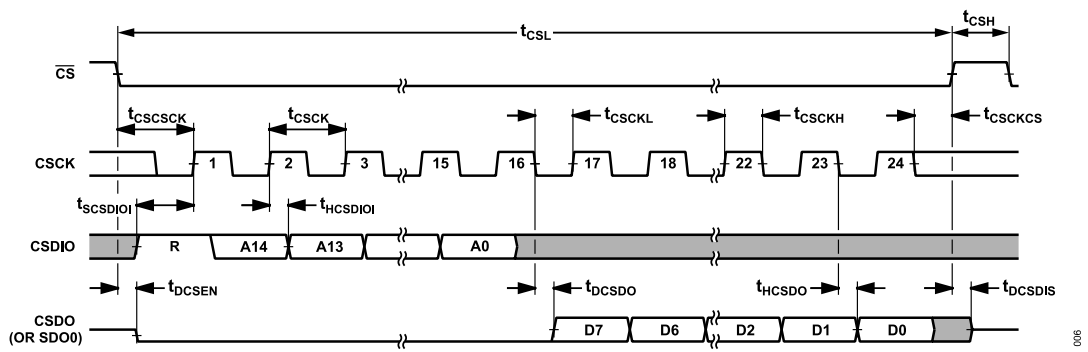 tCSL
tCSH
CS
tCSCSCK
tCSCK
tCSCKL
tCSCKH
tCSCKCS
CSCK
1
2
3
15
16
17
18
22
23
24
tSCSDIOI
tHCSDIOI
CSDIO
R
A14
A13
A0
tDCSEN
tDCSDO
tHCSDO
tDCSDIS
CSDO
(OR SDO0)
D7
D6
D2
D1
D0
006